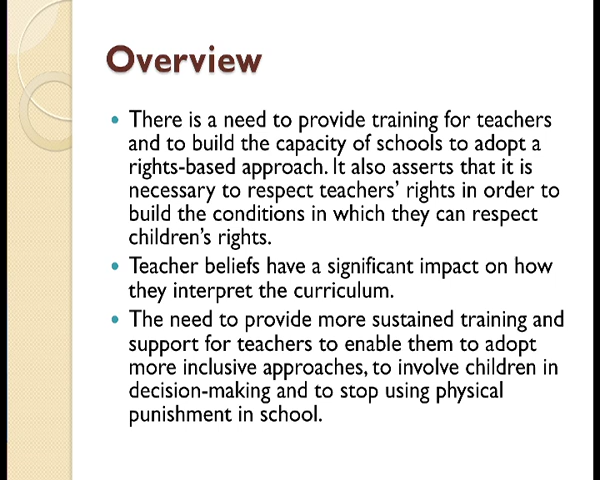 Overview
• There is a need to provide training for teachers
and to build the capacity of schools to adopt a
rights-based approach. It also asserts that it is
necessary to respect teachers' rights in order to
build the conditions in which they can respect
children's rights.
• Teacher beliefs have a significant impact on how
they interpret the curriculum.
• The need to provide more sustained training and
support for teachers to enable them to adopt
more inclusive approaches, to involve children in
decision-making and to stop using physical
punishment in school.